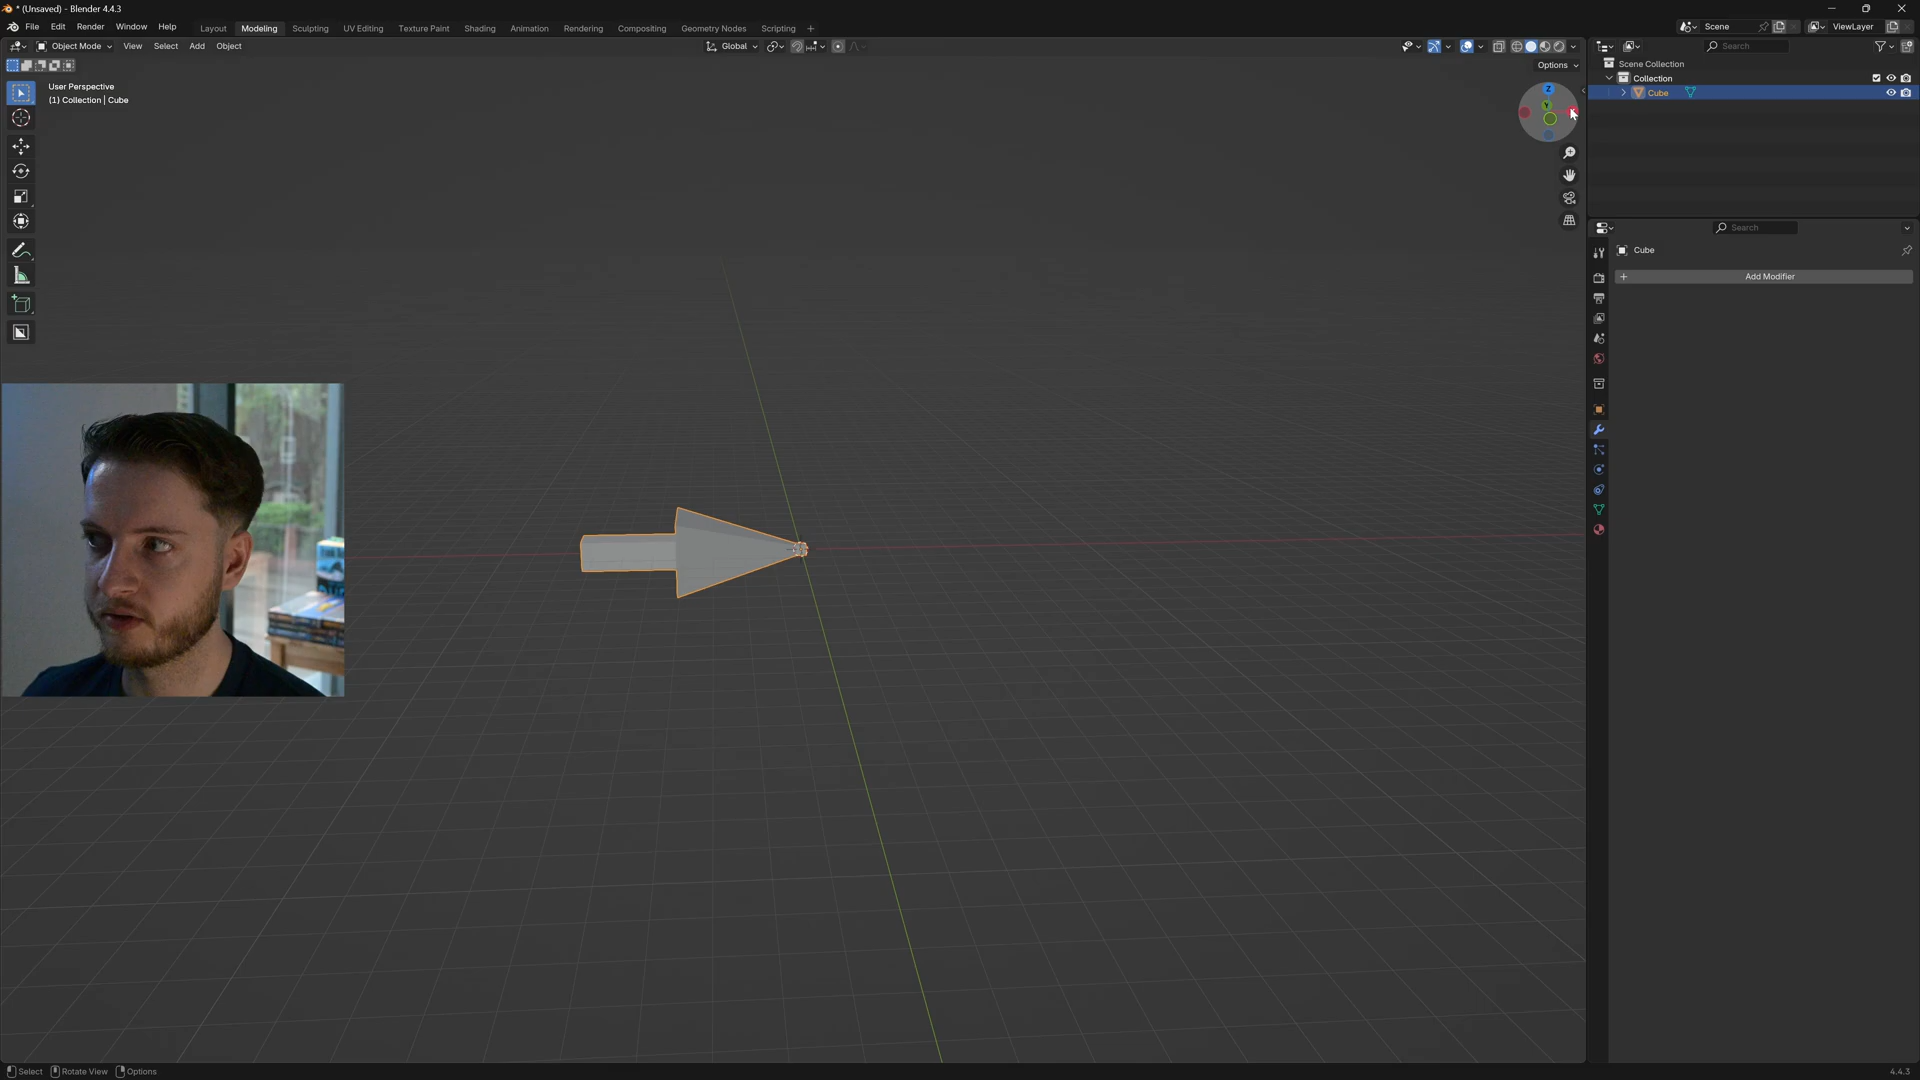 * (Unsaved) - Blender 4.4.3
File Edit Render Window Help
Layout Modeling Sculpting UV Editing Texture Paint Shading Animation Rendering Compositing Geometry Nodes Scripting +
Scene
ViewLayer
Object Mode View Select Add Object
Global
Search
Options
User Perspective
(1) Collection | Cube
Z
Y
Scene Collection
Collection
Cube
Search
Cube
+ Add Modifier
Select Rotate View Options
4.4.3